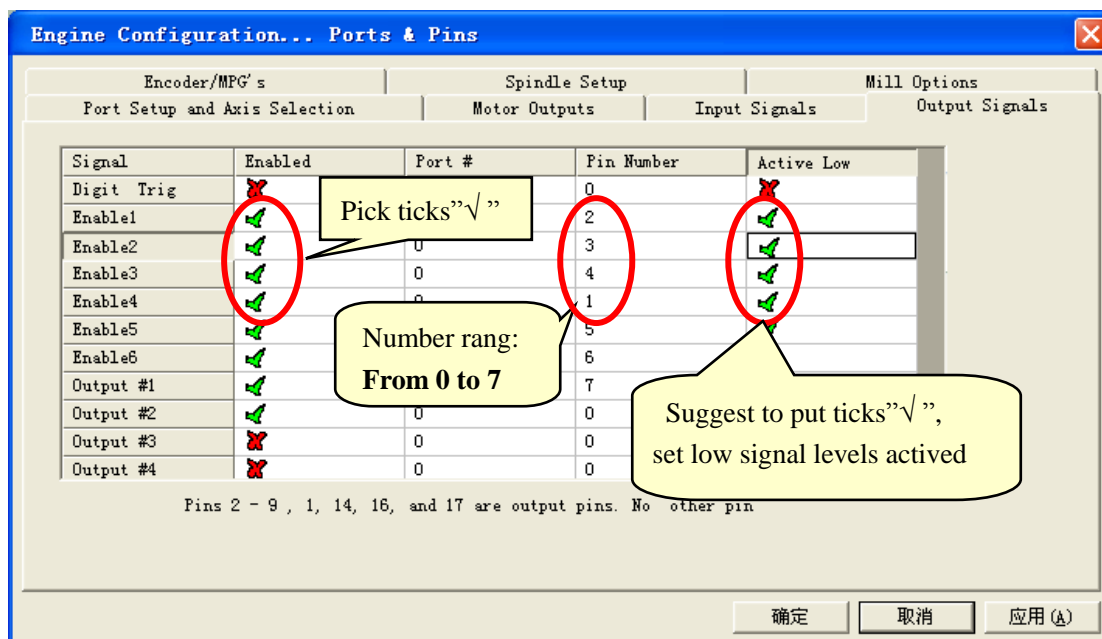 Engine Configuration... Ports & Pins
Encoder/MPG's Spindle Setup Mill Options
Port Setup and Axis Selection Motor Outputs Input Signals Output Signals
Signal Enabled Port # Pin Number Active Low
Digit Trig 0
Enable1 2
Enable2 0 3
Enable3 0 4
Enable4 1
Enable5 5
Enable6 6
Output #1 7
Output #2 0 0
Output #3 0 0
Output #4 0 0
Pick ticks"√ "
Number rang:
From 0 to 7
Suggest to put ticks"√ ",
set low signal levels actived
Pins 2 - 9 , 1, 14, 16, and 17 are output pins. No other pin
确定 取消 应用(A)